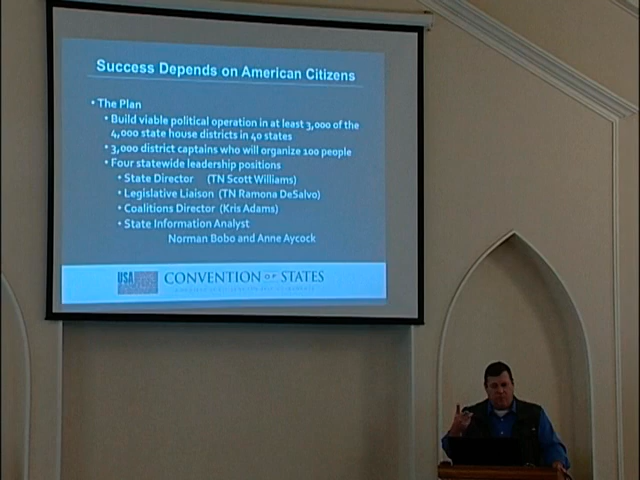 Success Depends on American Citizens
• The Plan
• Build viable political operation in at least 3,000 of the
4,000 state house districts in 40 states
• 3,000 district captains who will organize 100 people
• Four statewide leadership positions
• State Director (TN Scott Williams)
• Legislative Liaison (TN Ramona DeSalvo)
• Coalitions Director (Kris Adams)
• State Information Analyst
Norman Bobo and Anne Aycock
USA CONVENTION OF STATES